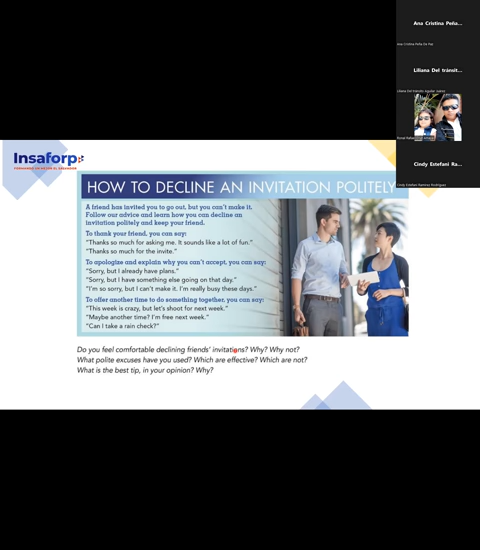 Ana Cristina Peña...
Ana Cristina Peña De Paz
Liliana Del tránsit...
Liliana Del tránsito Aguilar
Cindy Estefani Ra...
Cindy Estefani Ramirez Rodriguez
Insaforp
HOW TO DECLINE AN INVITATION POLITELY
A friend has invited you to go out, but you can't make it.
Follow our advice and learn how you can decline an
invitation politely and keep your friend.
To thank your friend, you can say:
"Thanks so much for asking me. It sounds like a lot of fun."
"Thanks so much for the invite."
To apologize and explain why you can't accept, you can say:
"Sorry, but I already have plans."
"Sorry, but I have something else going on that day."
"I'm so sorry, but I can't make it. I'm really busy these days."
To offer another time to do something together, you can say:
"This week is crazy, but let's shoot for next week."
"Maybe another time? I'm free next week."
"Can I take a rain check?"
Do you feel comfortable declining friends' invitations? Why? Why not?
What polite excuses have you used? Which are effective? Which are not?
What is the best tip, in your opinion? Why?